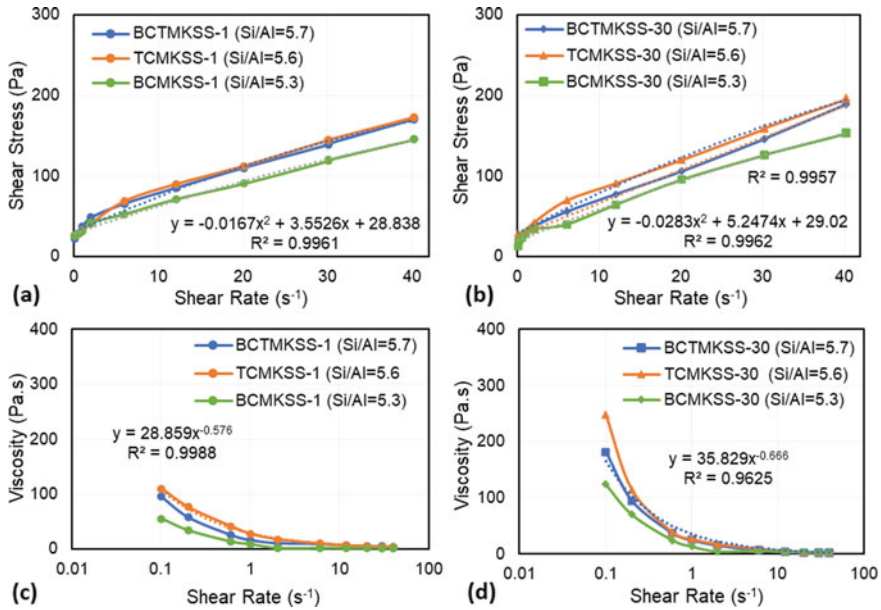 300
200
100
0
Shear Stress (Pa)
BCTMKSS-1 (Si/Al=5.7)
TCMKSS-1 (Si/Al=5.6)
BCMKSS-1 (Si/Al=5.3)
y = -0.0167x² + 3.5526x + 28.838
R² = 0.9961
0 10 20 30 40
(a) Shear Rate (s⁻¹)
300
200
100
0
Shear Stress (Pa)
BCTMKSS-30 (Si/Al=5.7)
TCMKSS-30 (Si/Al=5.6)
BCMKSS-30 (Si/Al=5.3)
R² = 0.9957
y = -0.0283x² + 5.2474x + 29.02
R² = 0.9962
0 10 20 30 40
(b) Shear Rate (s⁻¹)
400
300
200
100
0
Viscosity (Pa.s)
BCTMKSS-1 (Si/Al=5.7)
TCMKSS-1 (Si/Al=5.6
BCMKSS-1 (Si/Al=5.3)
y = 28.859x⁻⁰·⁵⁷⁶
R² = 0.9988
0.01 0.1 1 10 100
(c) Shear Rate (s⁻¹)
400
300
200
100
0
Viscosity (Pa.s)
BCTMKSS-30 (Si/Al=5.7)
TCMKSS-30 (Si/Al=5.6)
BCMKSS-30 (Si/Al=5.3)
y = 35.829x⁻⁰·⁶⁶⁶
R² = 0.9625
0.01 0.1 1 10 100
(d) Shear Rate (s⁻¹)